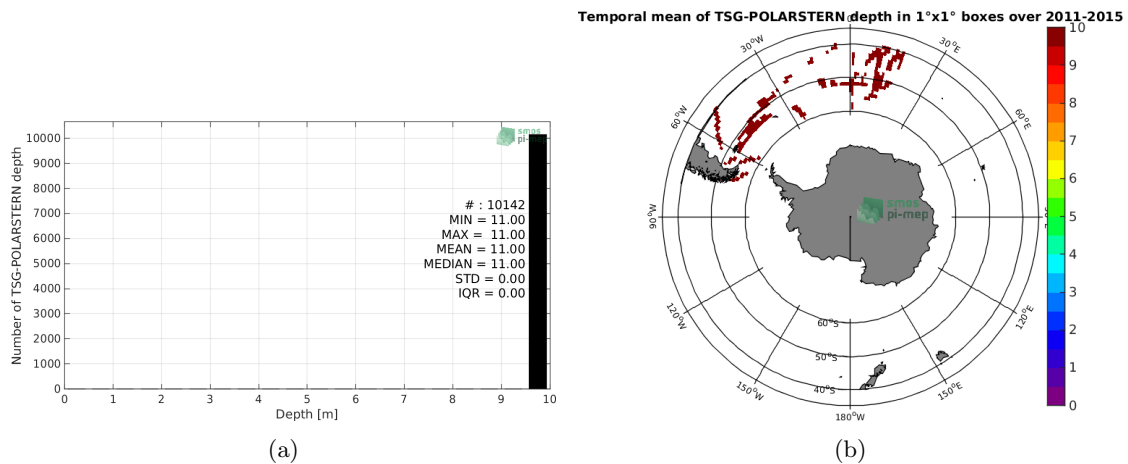 Number of TSG-POLARSTERN depth
10000
9000
8000
7000
6000
5000
4000
3000
2000
1000
0
smos
pi-mep
# : 10142
MIN = 11.00
MAX = 11.00
MEAN = 11.00
MEDIAN = 11.00
STD = 0.00
IQR = 0.00
0 1 2 3 4 5 6 7 8 9 10
Depth [m]
(a)
Temporal mean of TSG-POLARSTERN depth in 1°x1° boxes over 2011-2015
30°W
30°E
60°W
60°E
90°W
smos
pi-mep
120°W
120°E
60°S
50°S
40°S
150°W
150°E
180°W
10
9
8
7
6
5
4
3
2
1
0
(b)